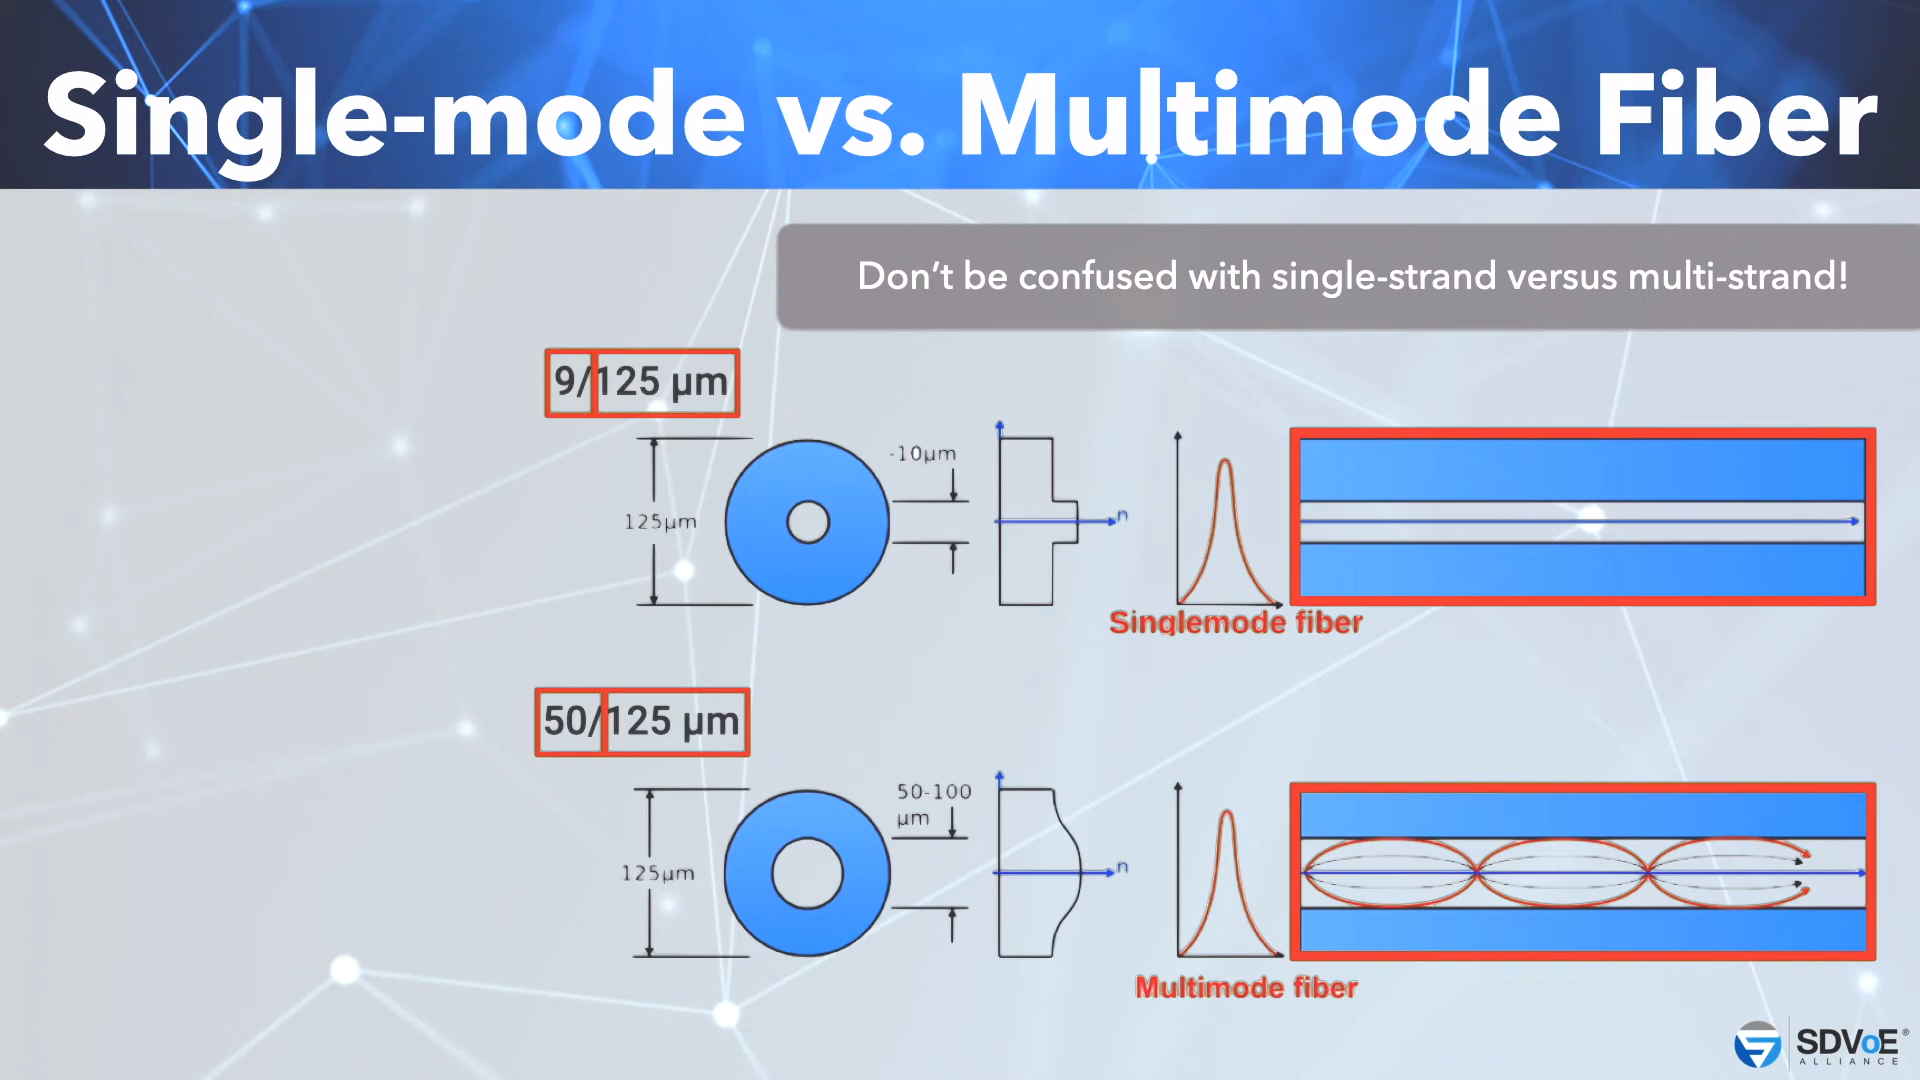 Single-mode vs. Multimode Fiber
Don't be confused with single-strand versus multi-strand!
9/125 µm
-10µm
125µm
n
Singlemode fiber
50/125 µm
50-100
µm
125µm
n
Multimode fiber
SDVoE®
ALLIANCE